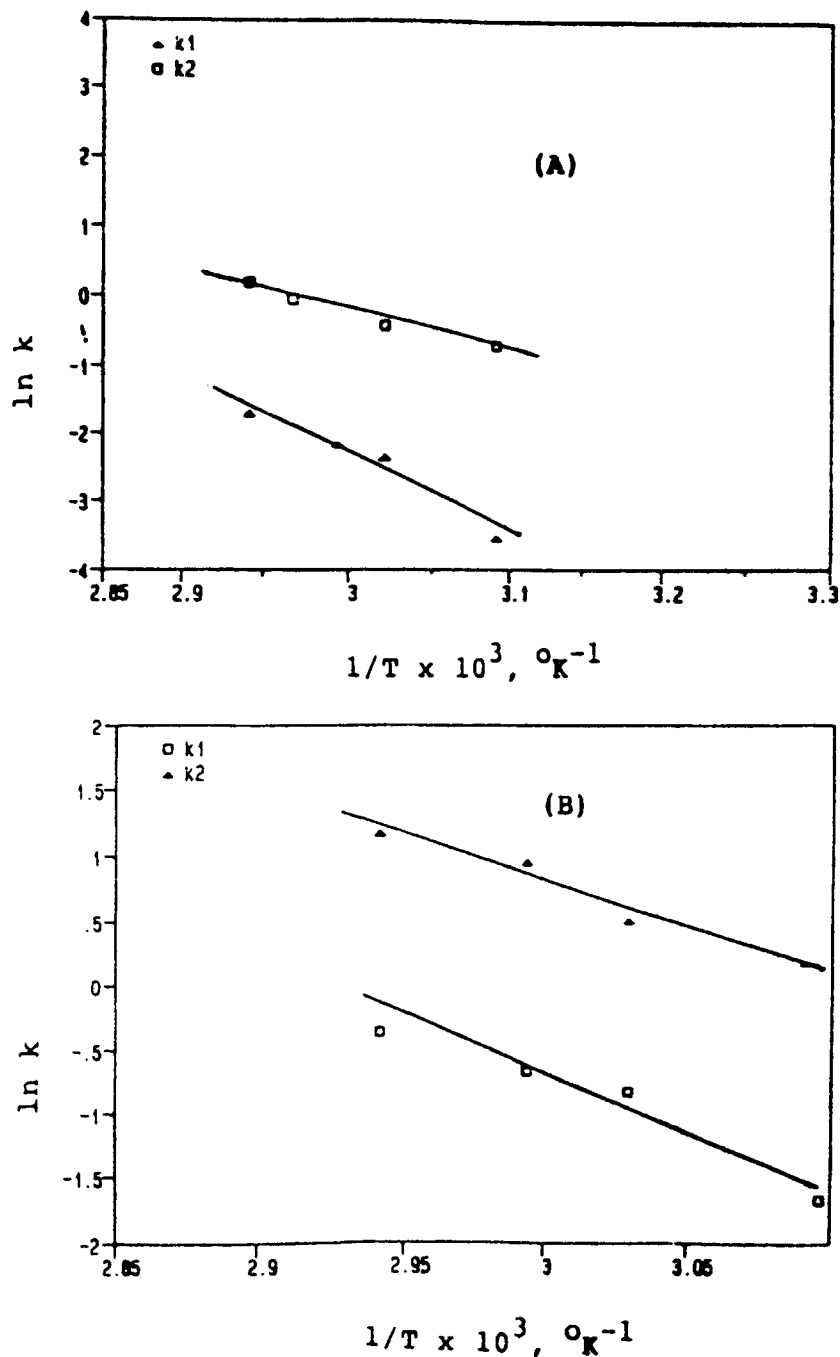 4
▲ k1
□ k2
3
2
(A)
1
0
-1
-2
-3
-4
ln k
2.85 2.9 3 3.1 3.2 3.3
1/T x 10³, °K⁻¹
2
□ k1
▲ k2
1.5
(B)
1
.5
0
-.5
-1
-1.5
-2
ln k
2.85 2.9 2.95 3 3.05
1/T x 10³, °K⁻¹